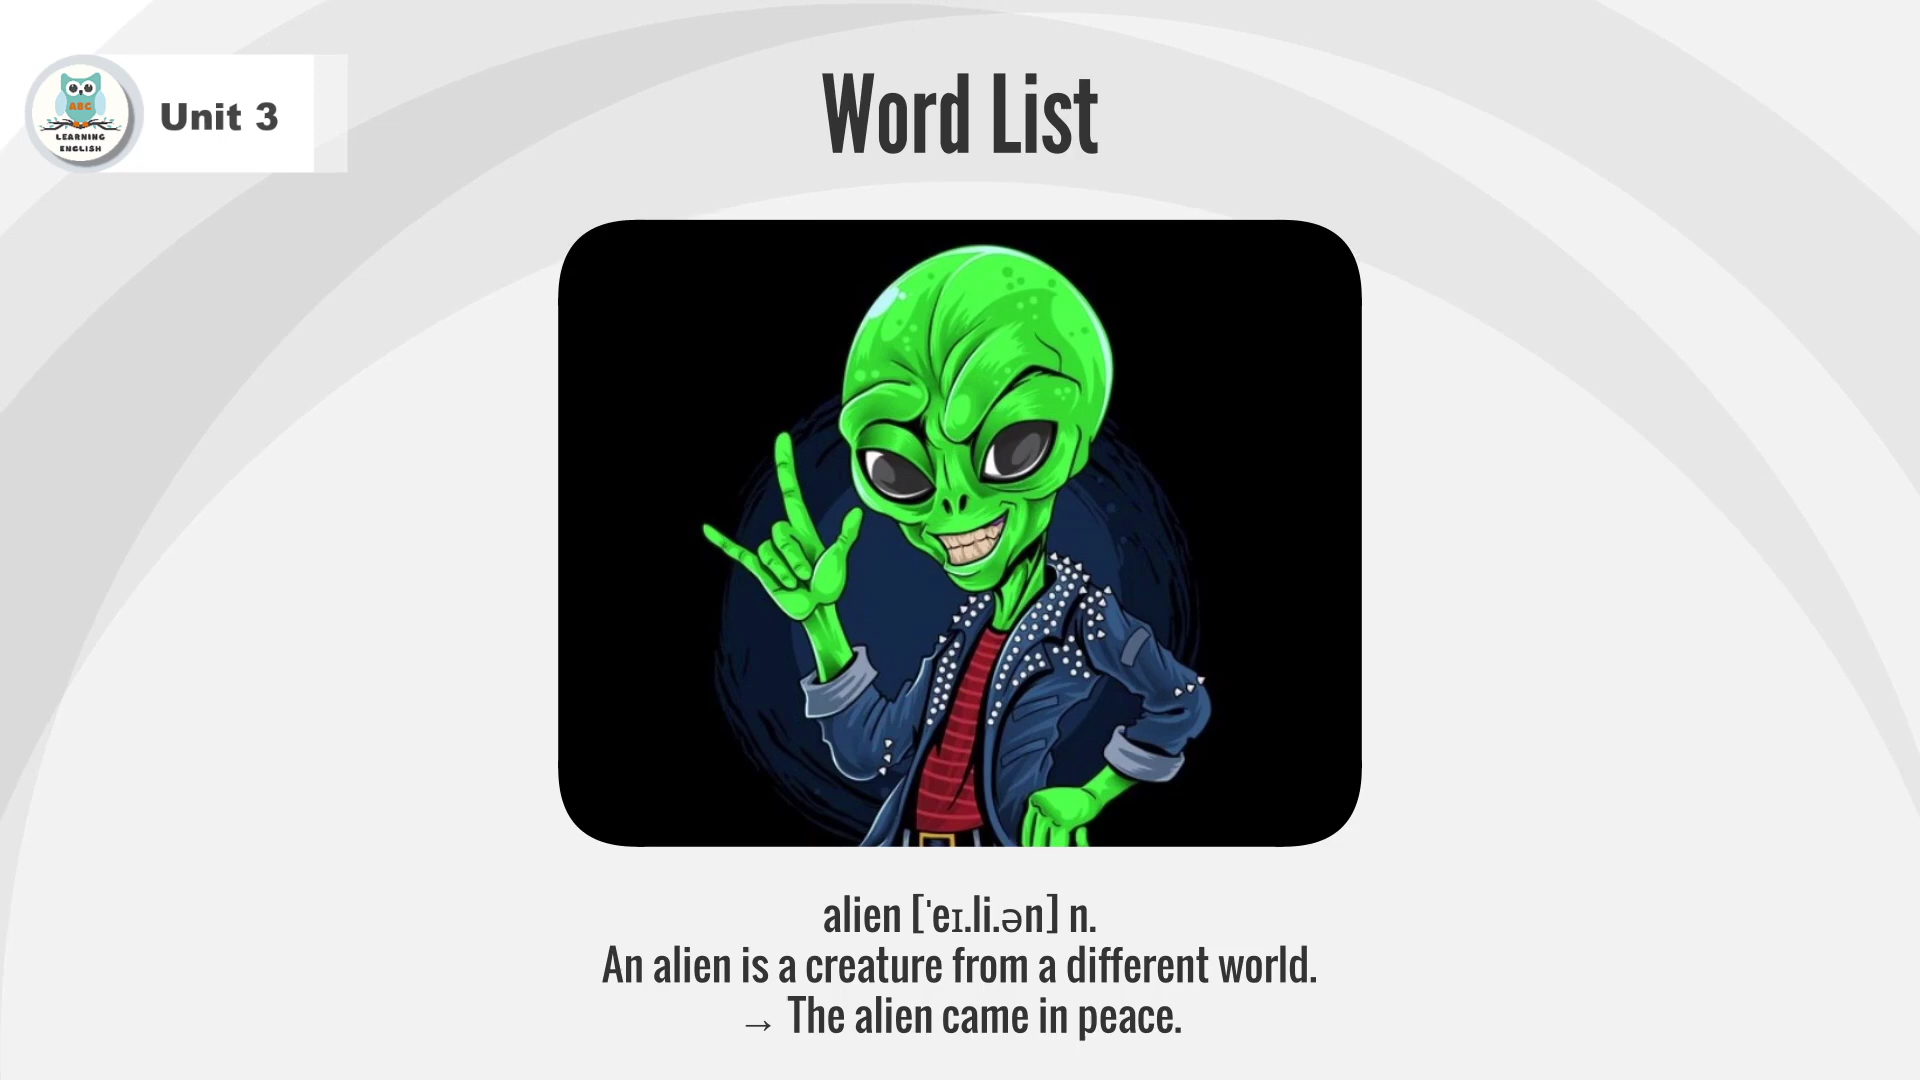 ABC
LEARNING
ENGLISH
Unit 3
Word List
alien [ˈeɪ.li.ən] n.
An alien is a creature from a different world.
→ The alien came in peace.